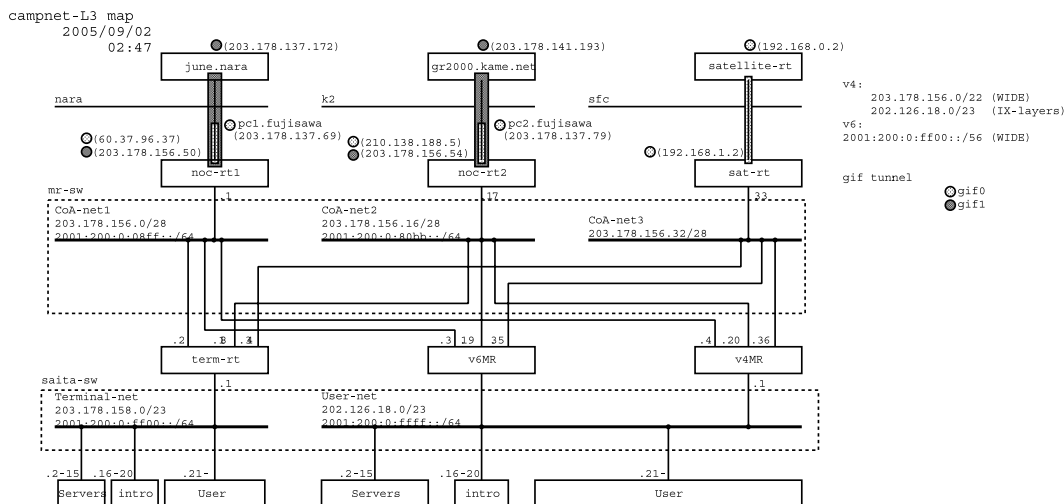 campnet-L3 map
2005/09/02
02:47
(203.178.137.172)
(203.178.141.193)
(192.168.0.2)
june.nara
gr2000.kame.net
satellite-rt
nara
k2
sfc
v4:
203.178.156.0/22 (WIDE)
202.126.18.0/23 (IX-layers)
v6:
2001:200:0:ff00::/56 (WIDE)
pc1.fujisawa
(203.178.137.69)
pc2.fujisawa
(203.178.137.79)
(60.37.96.37)
(203.178.156.50)
(210.138.188.5)
(203.178.156.54)
(192.168.1.2)
noc-rt1
noc-rt2
sat-rt
gif tunnel
gif0
gif1
mr-sw
.1
.17
.33
CoA-net1
203.178.156.0/28
2001:200:0:08ff::/64
CoA-net2
203.178.156.16/28
2001:200:0:80bb::/64
CoA-net3
203.178.156.32/28
.2
.3
.19
.35
.4
.20
.36
term-rt
v6MR
v4MR
saita-sw
.1
.1
Terminal-net
203.178.158.0/23
2001:200:0:ff00::/64
User-net
202.126.18.0/23
2001:200:0:ffff::/64
.2-15
.16-20
.21-
.2-15
.16-20
.21-
Servers
intro
User
Servers
intro
User